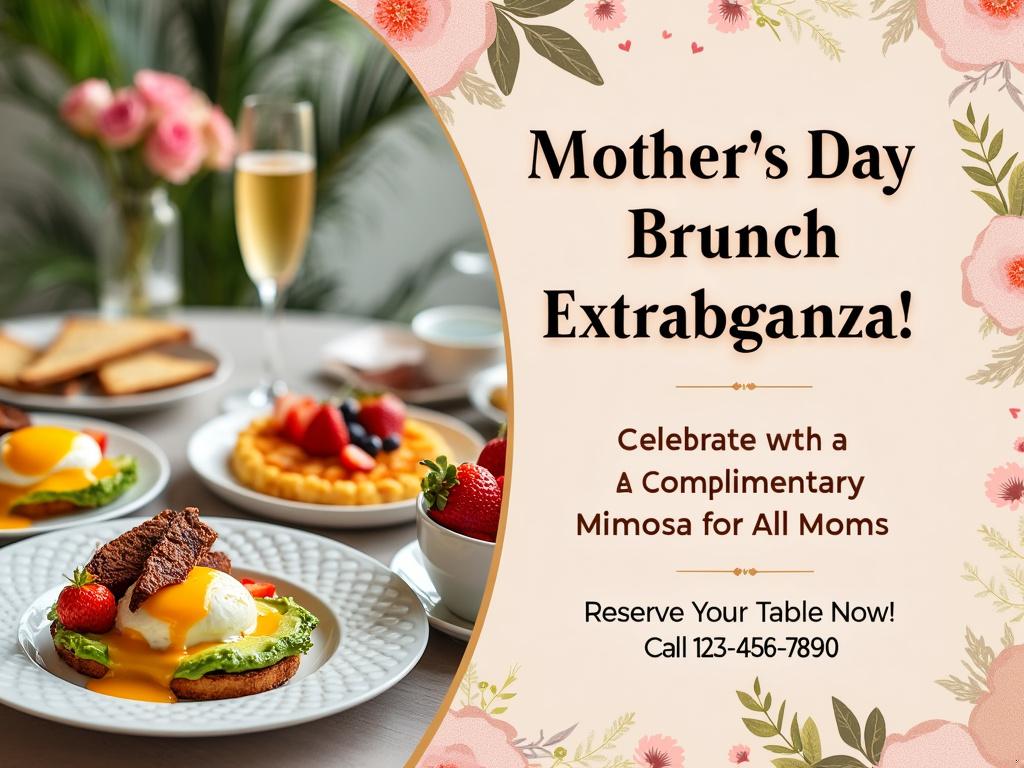 Mother's Day
Brunch
Extrabganza!
Celebrate wth a
A Complimentary
Mimosa for All Moms
Reserve Your Table Now!
Call 123-456-7890